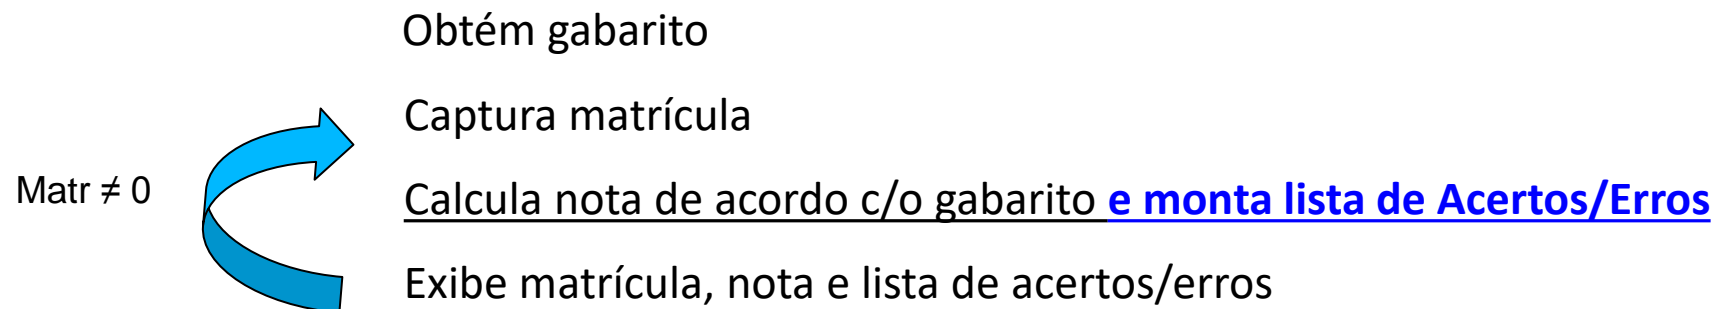 Obtém gabarito
Captura matrícula
Matr ≠ 0
Calcula nota de acordo c/o gabarito e monta lista de Acertos/Erros
Exibe matrícula, nota e lista de acertos/erros